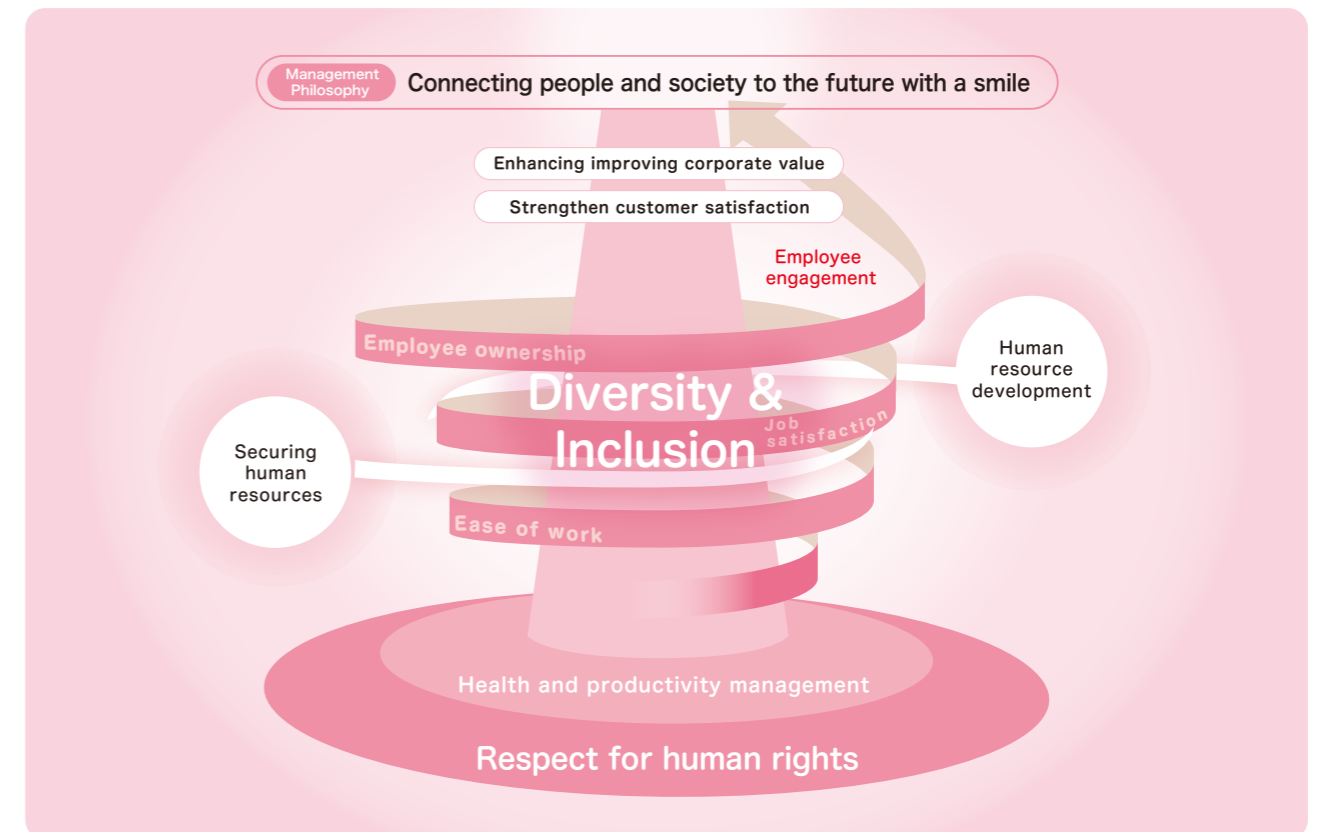 Management
Philosophy
Connecting people and society to the future with a smile
Enhancing improving corporate value
Strengthen customer satisfaction
Employee
engagement
Employee ownership
Human
resource
development
Diversity &
Inclusion
Job
satisfaction
Securing
human
resources
Ease of work
Health and productivity management
Respect for human rights